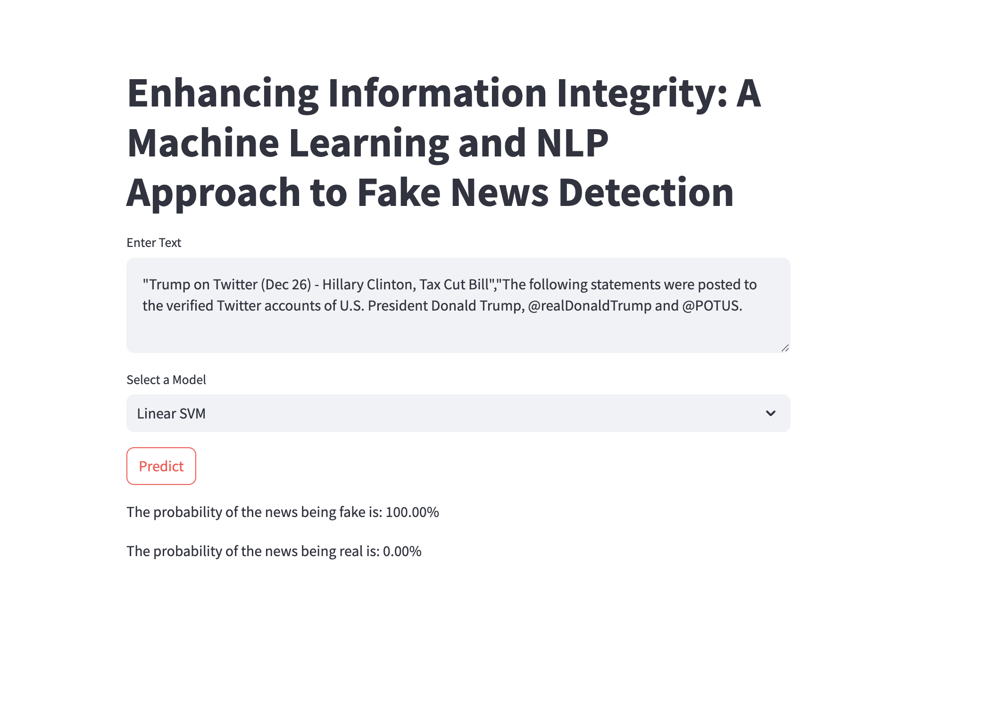 Enhancing Information Integrity: A
Machine Learning and NLP
Approach to Fake News Detection
Enter Text
"Trump on Twitter (Dec 26) - Hillary Clinton, Tax Cut Bill","The following statements were posted to
the verified Twitter accounts of U.S. President Donald Trump, @realDonaldTrump and @POTUS.
Select a Model
Linear SVM
Predict
The probability of the news being fake is: 100.00%
The probability of the news being real is: 0.00%